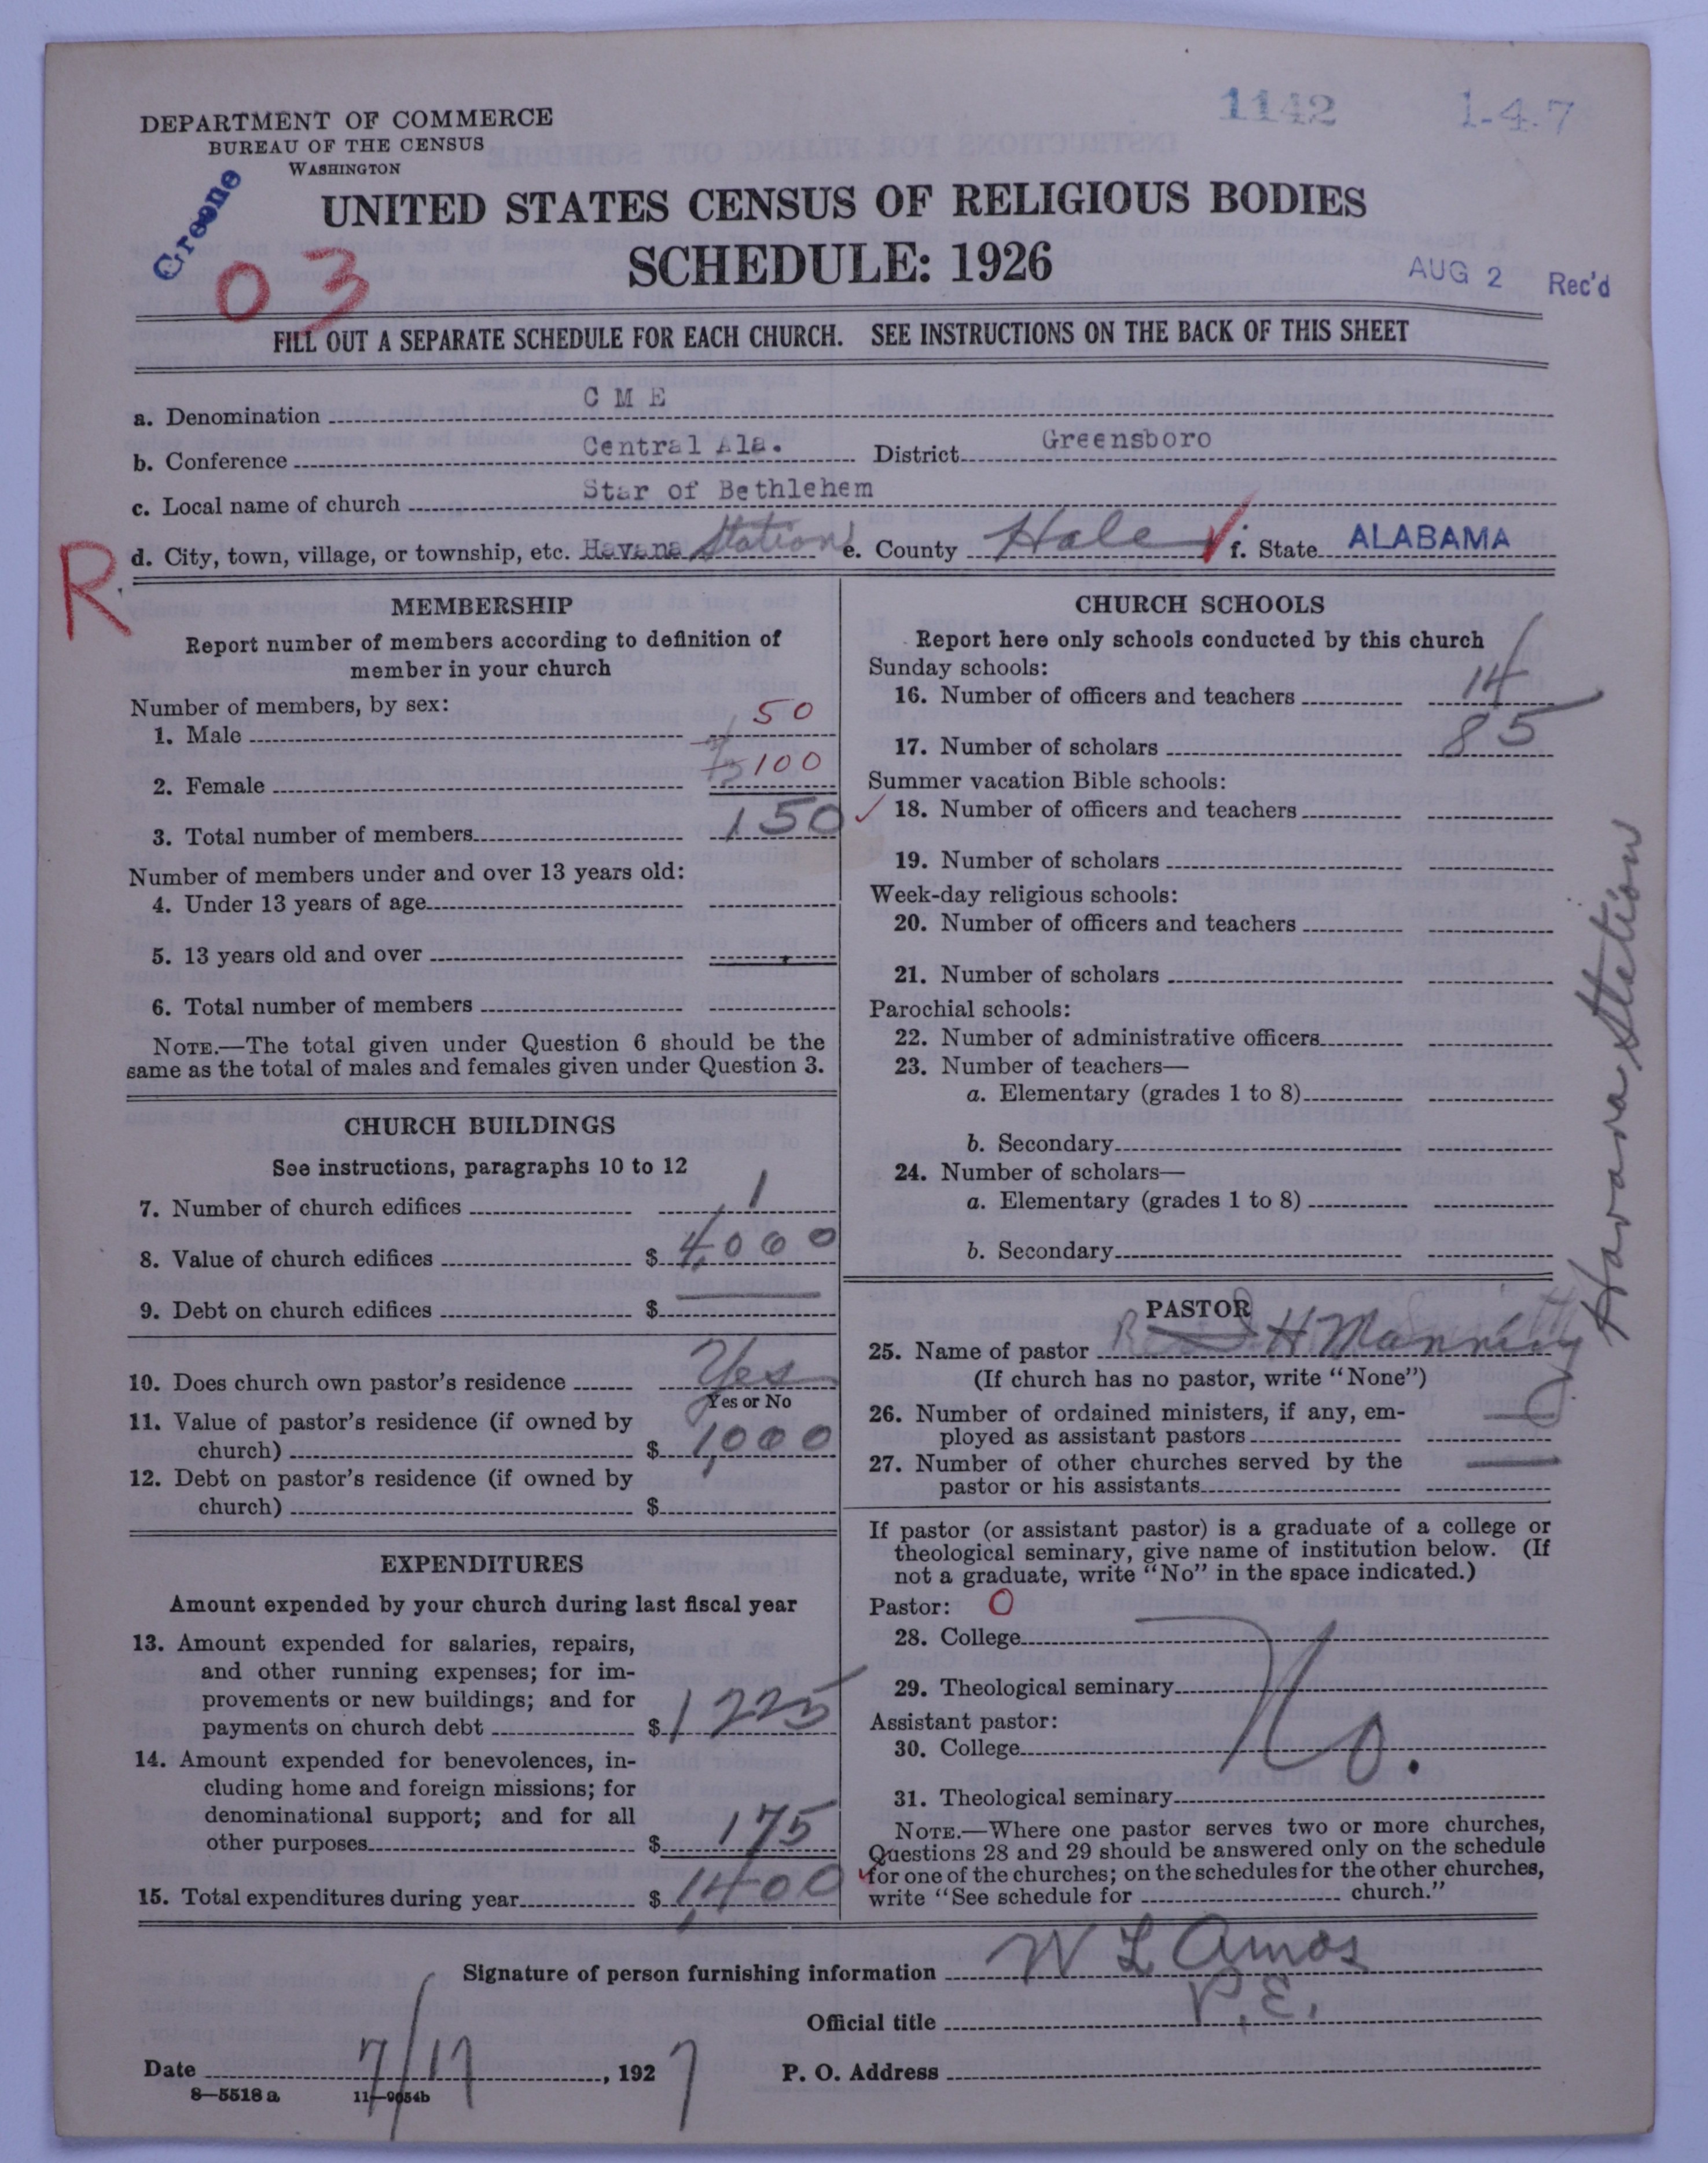 1142 1-4-7
DEPARTMENT OF COMMERCE
BUREAU OF THE CENSUS
WASHINGTON
Greene
03
UNITED STATES CENSUS OF RELIGIOUS BODIES
SCHEDULE: 1926
AUG 2 Rec'd
FILL OUT A SEPARATE SCHEDULE FOR EACH CHURCH. SEE INSTRUCTIONS ON THE BACK OF THIS SHEET
a. Denomination C M E
b. Conference Central Ala. District Greensboro
c. Local name of church Star of Bethlehem
d. City, town, village, or township, etc. Havana Station e. County Hale f. State ALABAMA
R
MEMBERSHIP
Report number of members according to definition of
member in your church
Number of members, by sex:
1. Male 50
2. Female 100
3. Total number of members 150
Number of members under and over 13 years old:
4. Under 13 years of age
5. 13 years old and over
6. Total number of members
NOTE.—The total given under Question 6 should be the
same as the total of males and females given under Question 3.
CHURCH BUILDINGS
See instructions, paragraphs 10 to 12
7. Number of church edifices 1
8. Value of church edifices $ 4,000
9. Debt on church edifices $
10. Does church own pastor's residence Yes
Yes or No
11. Value of pastor's residence (if owned by
church) $ 1,000
12. Debt on pastor's residence (if owned by
church) $
EXPENDITURES
Amount expended by your church during last fiscal year
13. Amount expended for salaries, repairs,
and other running expenses; for im-
provements or new buildings; and for
payments on church debt $ 1225
14. Amount expended for benevolences, in-
cluding home and foreign missions; for
denominational support; and for all
other purposes $ 175
15. Total expenditures during year $ 1,400
CHURCH SCHOOLS
Report here only schools conducted by this church
Sunday schools:
16. Number of officers and teachers 14
17. Number of scholars 85
Summer vacation Bible schools:
18. Number of officers and teachers
19. Number of scholars
Week-day religious schools:
20. Number of officers and teachers
21. Number of scholars
Parochial schools:
22. Number of administrative officers
23. Number of teachers—
a. Elementary (grades 1 to 8)
b. Secondary
24. Number of scholars—
a. Elementary (grades 1 to 8)
b. Secondary
Havana Station
PASTOR
25. Name of pastor H Manning
(If church has no pastor, write "None")
26. Number of ordained ministers, if any, em-
ployed as assistant pastors
27. Number of other churches served by the
pastor or his assistants
If pastor (or assistant pastor) is a graduate of a college or
theological seminary, give name of institution below. (If
not a graduate, write "No" in the space indicated.)
Pastor: 0
28. College
29. Theological seminary No.
Assistant pastor:
30. College
31. Theological seminary
NOTE.—Where one pastor serves two or more churches,
Questions 28 and 29 should be answered only on the schedule
for one of the churches; on the schedules for the other churches,
write "See schedule for church."
Signature of person furnishing information W L Amos
Official title P.E.
Date 7/17, 1927 P. O. Address
8—5518 a 11—9054b